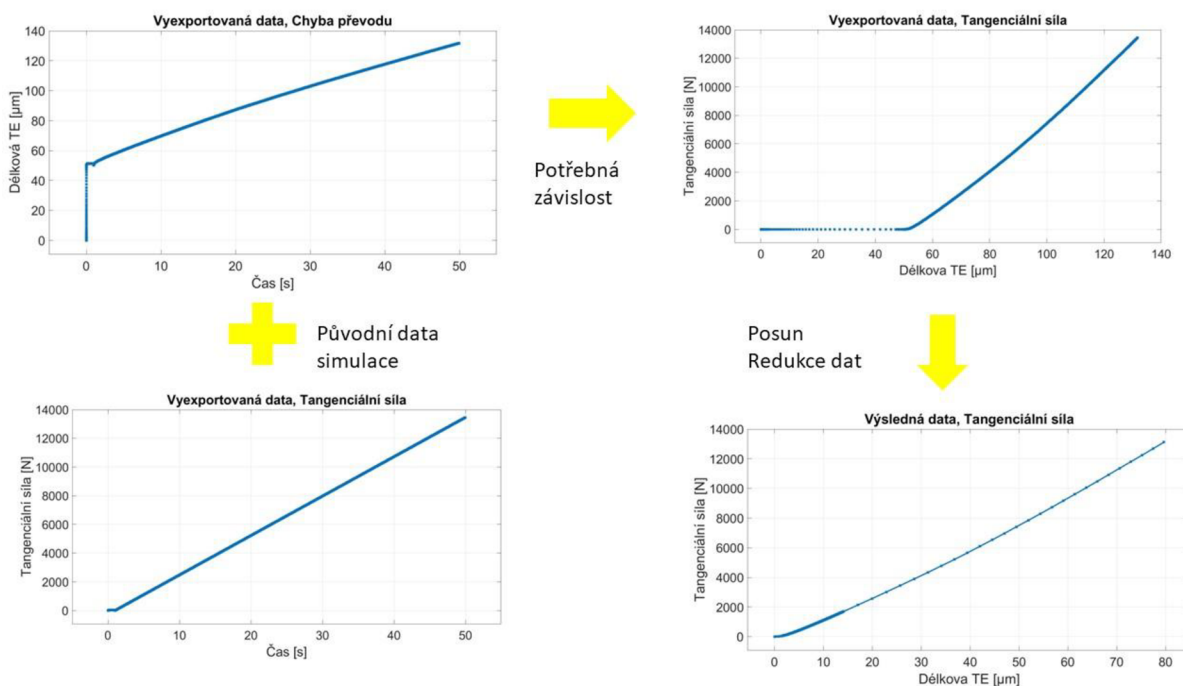 Vyexportovaná data, Chyba převodu
Délková TE [µm]
140
120
100
80
60
40
20
0
0 10 20 30 40 50
Čas [s]
Potřebná
závislost
Vyexportovaná data, Tangenciální síla
Tangenciální síla [N]
14000
12000
10000
8000
6000
4000
2000
0
0 20 40 60 80 100 120 140
Délkova TE [µm]
Původní data
simulace
Posun
Redukce dat
Vyexportovaná data, Tangenciální síla
Tangenciální síla [N]
14000
12000
10000
8000
6000
4000
2000
0
0 10 20 30 40 50
Čas [s]
Výsledná data, Tangenciální síla
Tangenciální síla [N]
14000
12000
10000
8000
6000
4000
2000
0
0 10 20 30 40 50 60 70 80
Délkova TE [µm]